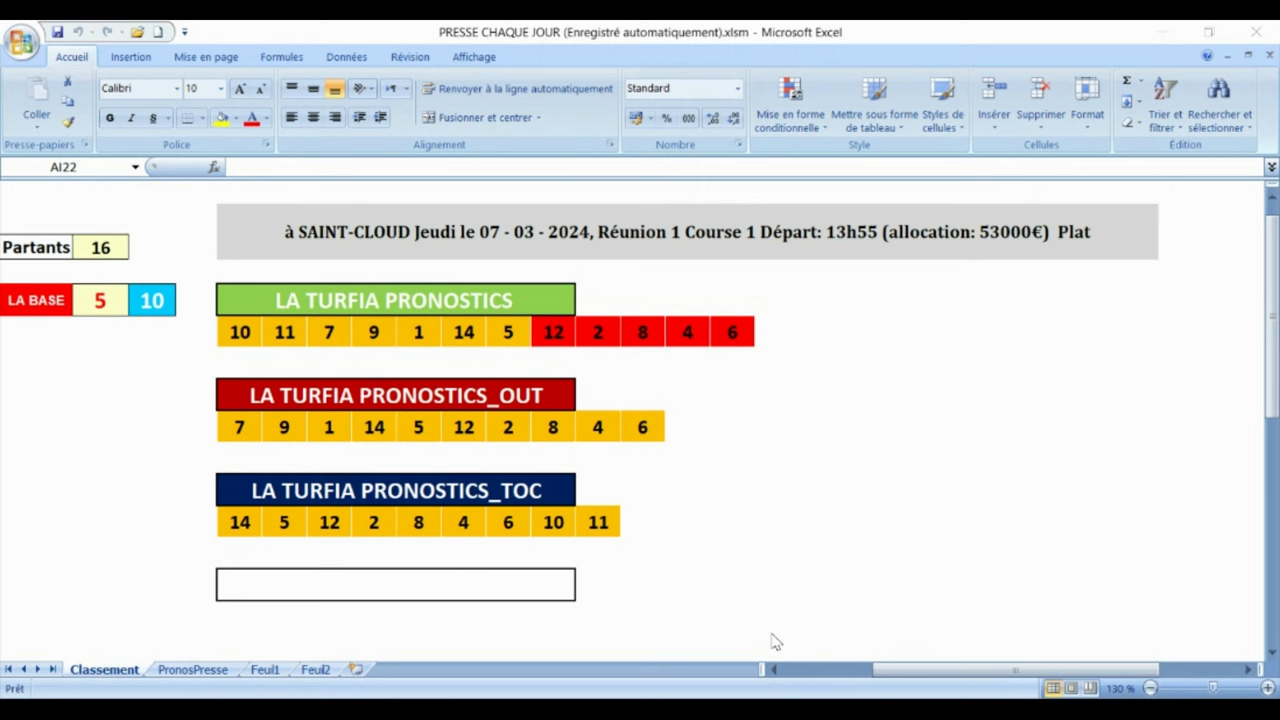 PRESSE CHAQUE JOUR (Enregistré automatiquement).xlsm - Microsoft Excel
Accueil Insertion Mise en page Formules Données Révision Affichage
Coller
Calibri 10
G I S
Renvoyer à la ligne automatiquement
Fusionner et centrer
Standard
% 000
Mise en forme conditionnelle
Mettre sous forme de tableau
Styles de cellules
Insérer Supprimer Format
Σ
Trier et filtrer
Rechercher et sélectionner
Presse-papiers Police Alignement Nombre Style Cellules Édition
AI22 fx
à SAINT-CLOUD Jeudi le 07 - 03 - 2024, Réunion 1 Course 1 Départ: 13h55 (allocation: 53000€) Plat
Partants 16
LA BASE 5 10
LA TURFIA PRONOSTICS
10 11 7 9 1 14 5 12 2 8 4 6
LA TURFIA PRONOSTICS_OUT
7 9 1 14 5 12 2 8 4 6
LA TURFIA PRONOSTICS_TOC
14 5 12 2 8 4 6 10 11
Classement PronosPresse Feuil1 Feuil2
Prêt 130 %